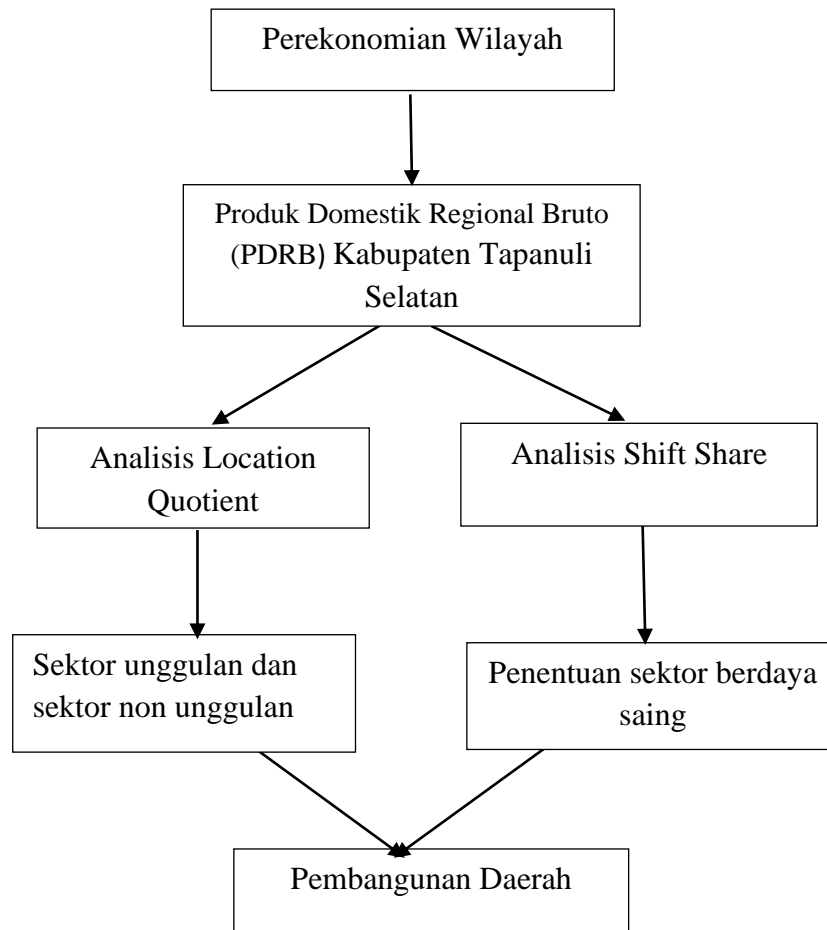 Perekonomian Wilayah
Produk Domestik Regional Bruto
(PDRB) Kabupaten Tapanuli
Selatan
Analisis Location
Quotient
Analisis Shift Share
Sektor unggulan dan
sektor non unggulan
Penentuan sektor berdaya
saing
Pembangunan Daerah